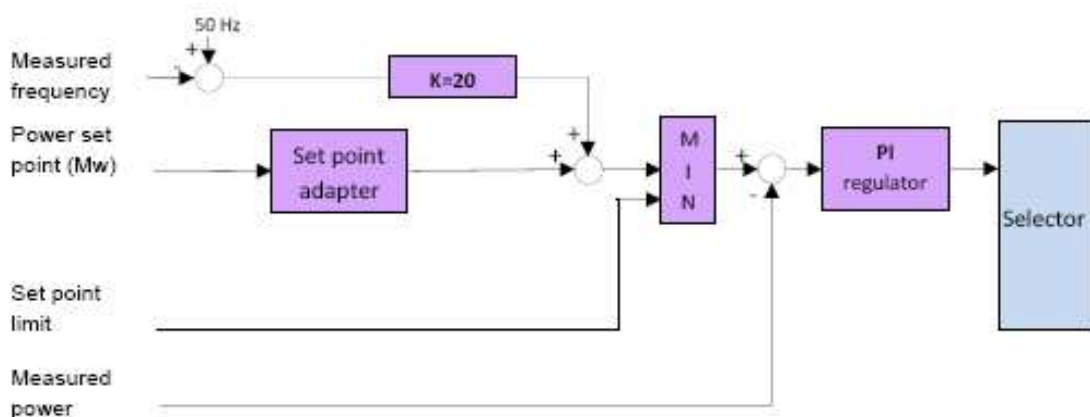 50 Hz
+
-
Measured
frequency
K=20
Power set
point (Mw)
Set point
adapter
+
+
M
I
N
+
-
PI
regulator
Selector
Set point
limit
Measured
power